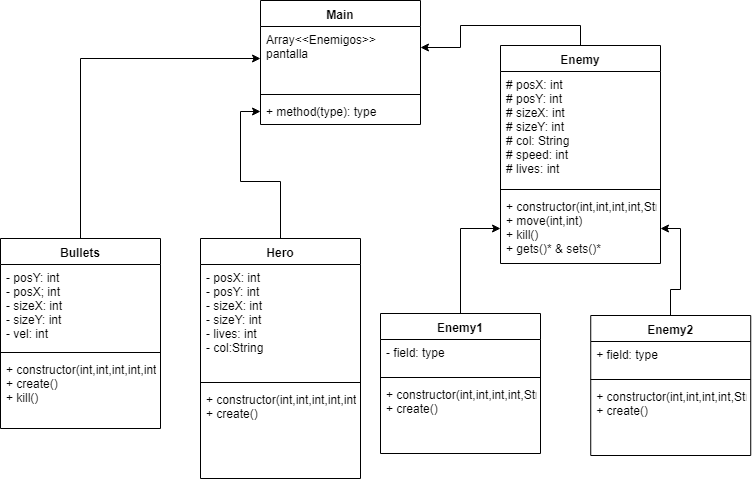 Main
Array<<Enemigos>>
pantalla
+ method(type): type
Enemy
# posX: int
# posY: int
# sizeX: int
# sizeY: int
# col: String
# speed: int
# lives: int
+ constructor(int,int,int,int,Stri
+ move(int,int)
+ kill()
+ gets()* & sets()*
Bullets
- posY: int
- posX; int
- sizeX: int
- sizeY: int
- vel: int
+ constructor(int,int,int,int,int
+ create()
+ kill()
Hero
- posX: int
- posY: int
- sizeX: int
- sizeY: int
- lives: int
- col:String
+ constructor(int,int,int,int,int
+ create()
Enemy1
- field: type
+ constructor(int,int,int,int,Stri
+ create()
Enemy2
+ field: type
+ constructor(int,int,int,int,Stri
+ create()